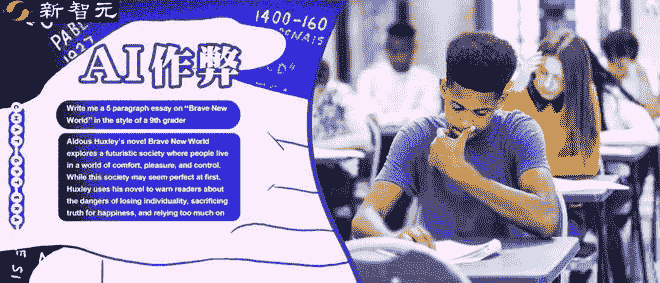 新智元
1400-160
PABL
1927
AI作弊
Write me a 5 paragraph essay on "Brave New
World" in the style of a 9th grader
Aldous Huxley's novel Brave New World
explores a futuristic society where people live
in a world of comfort, pleasure, and control.
While this society may seem perfect at first,
Huxley uses his novel to warn readers about
the dangers of losing individuality, sacrificing
truth for happiness, and relying too much on